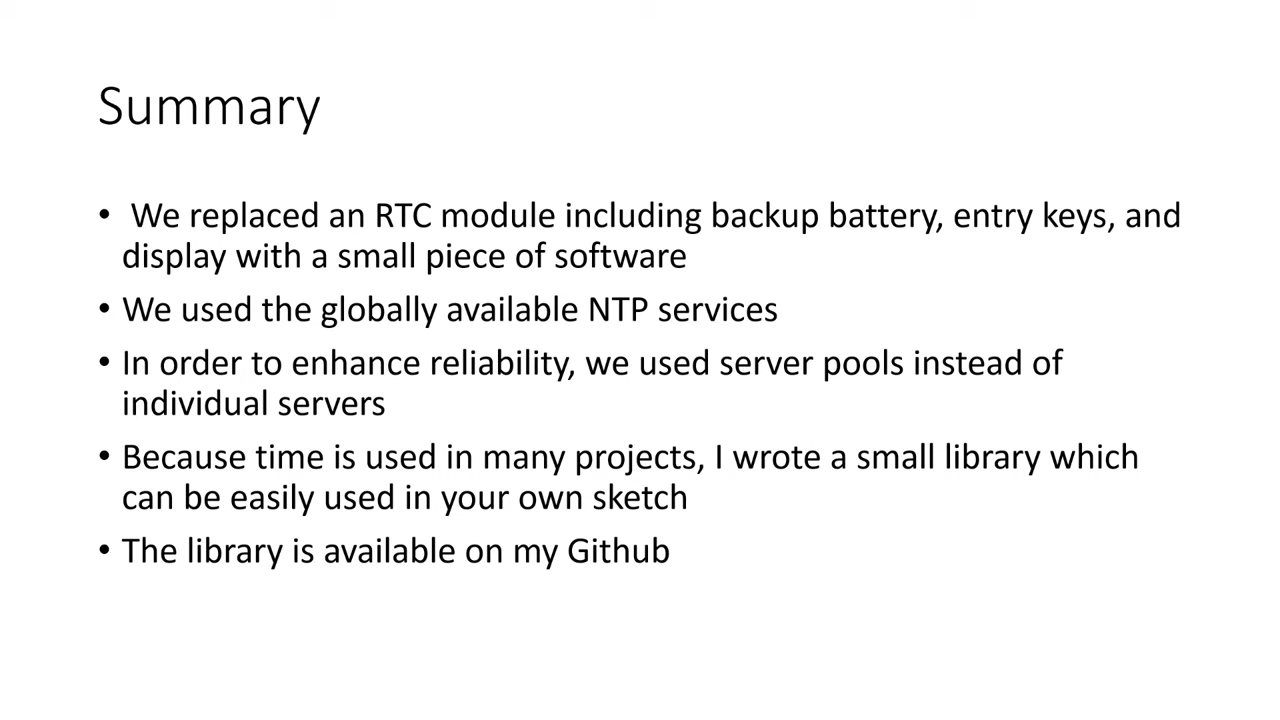 Summary
• We replaced an RTC module including backup battery, entry keys, and
display with a small piece of software
• We used the globally available NTP services
• In order to enhance reliability, we used server pools instead of
individual servers
• Because time is used in many projects, I wrote a small library which
can be easily used in your own sketch
• The library is available on my Github